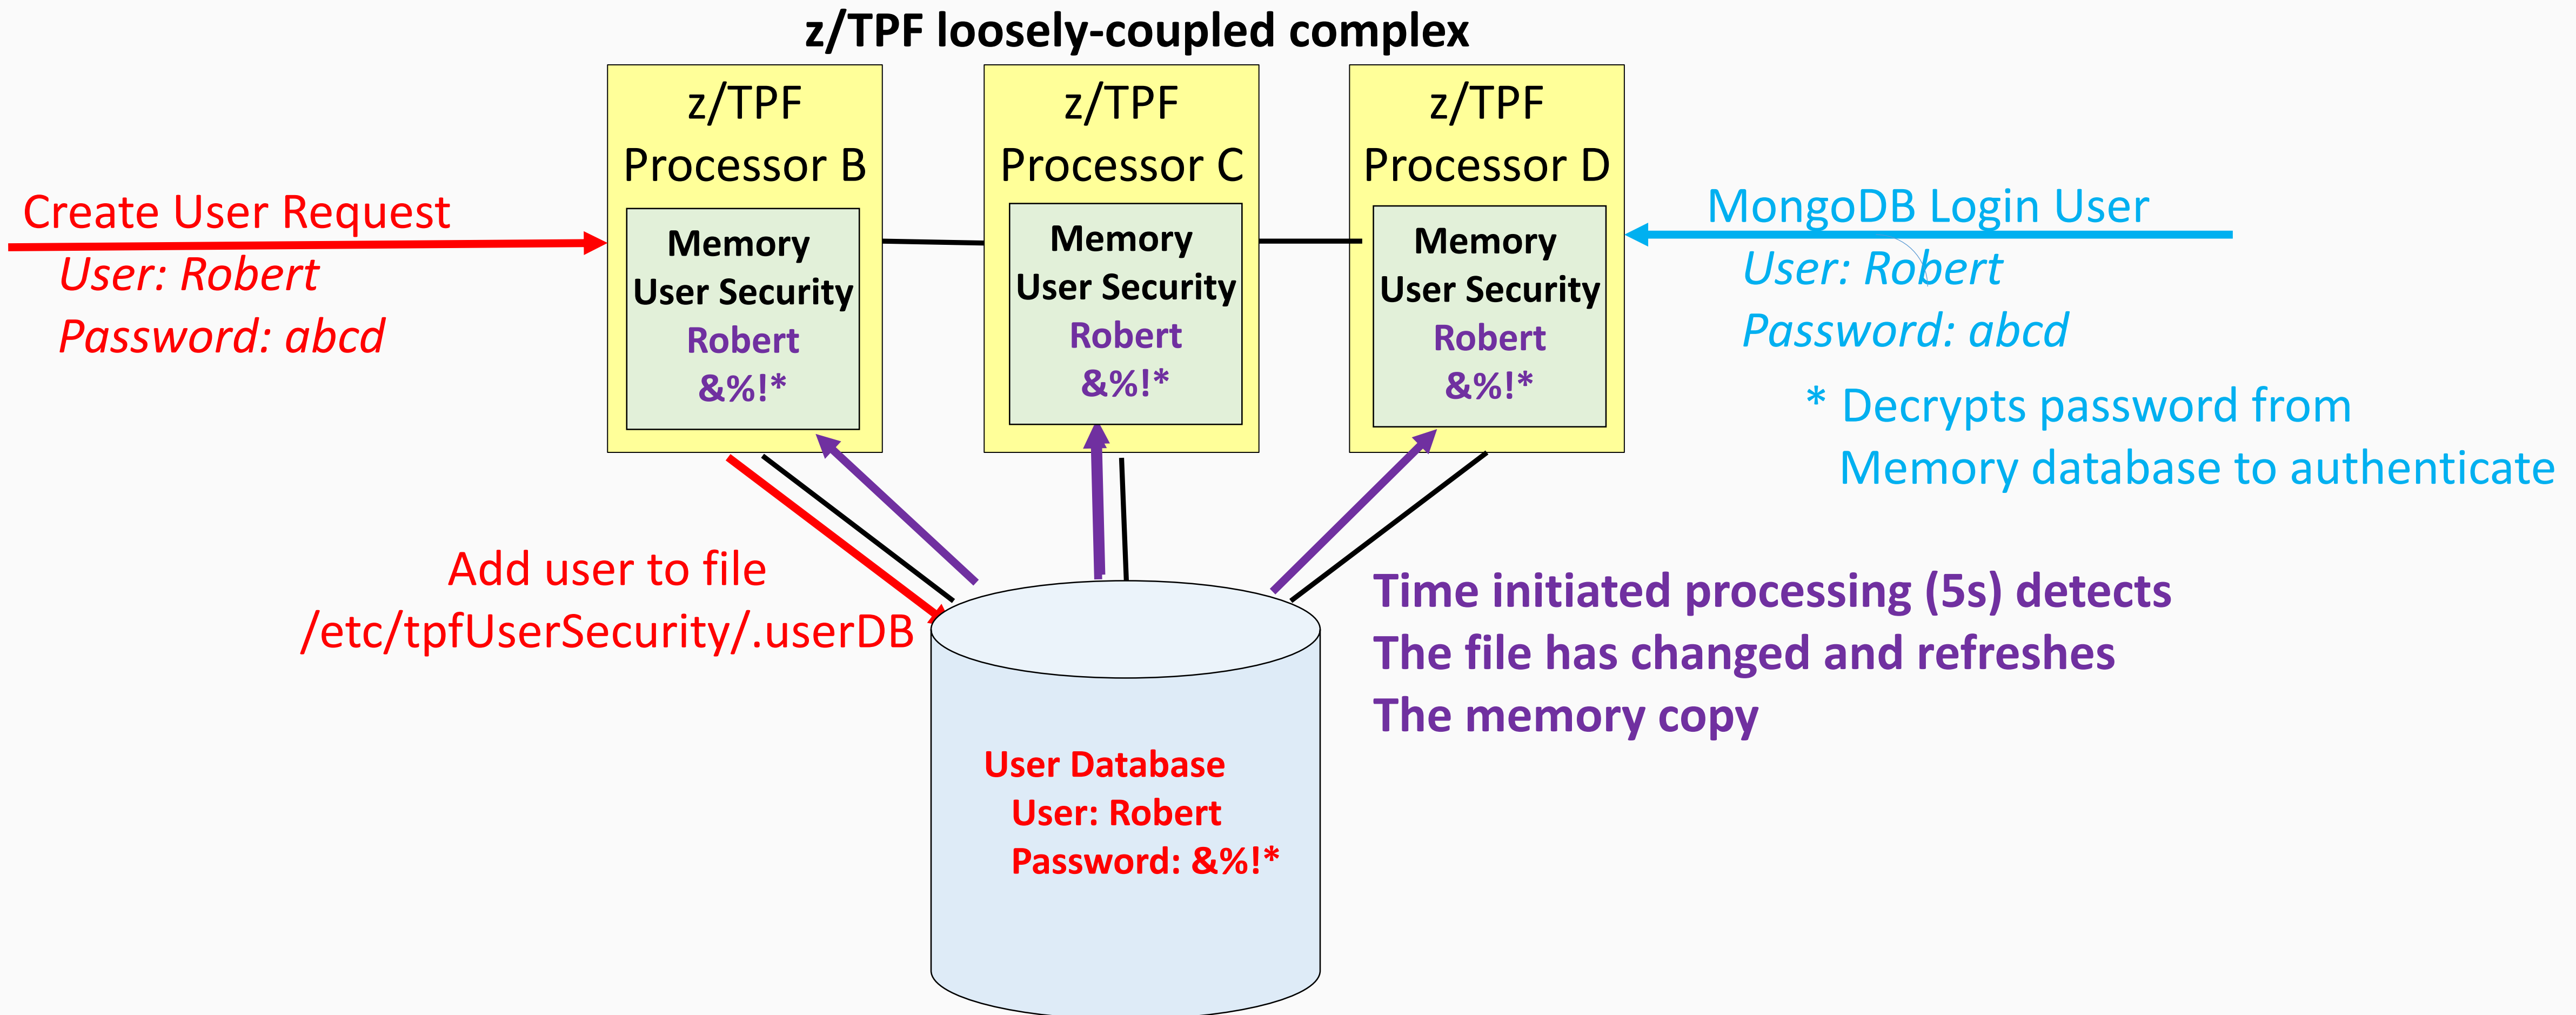 z/TPF loosely-coupled complex
z/TPF
Processor B
Memory
User Security
Robert
&%!*
z/TPF
Processor C
Memory
User Security
Robert
&%!*
z/TPF
Processor D
Memory
User Security
Robert
&%!*
Create User Request
User: Robert
Password: abcd
MongoDB Login User
User: Robert
Password: abcd
* Decrypts password from
Memory database to authenticate
Add user to file
/etc/tpfUserSecurity/.userDB
Time initiated processing (5s) detects
The file has changed and refreshes
The memory copy
User Database
User: Robert
Password: &%!*